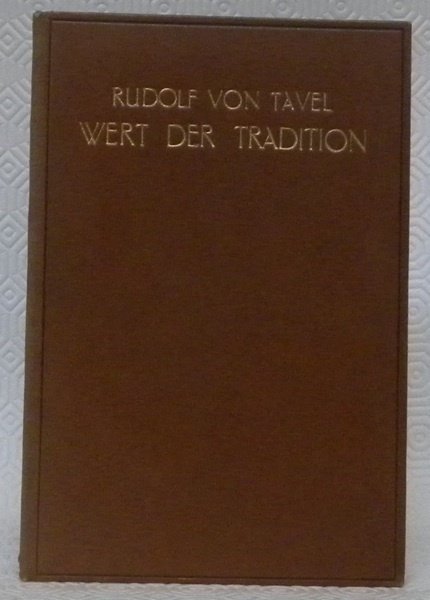 RUDOLF VON TAVEL
WERT DER TRADITION